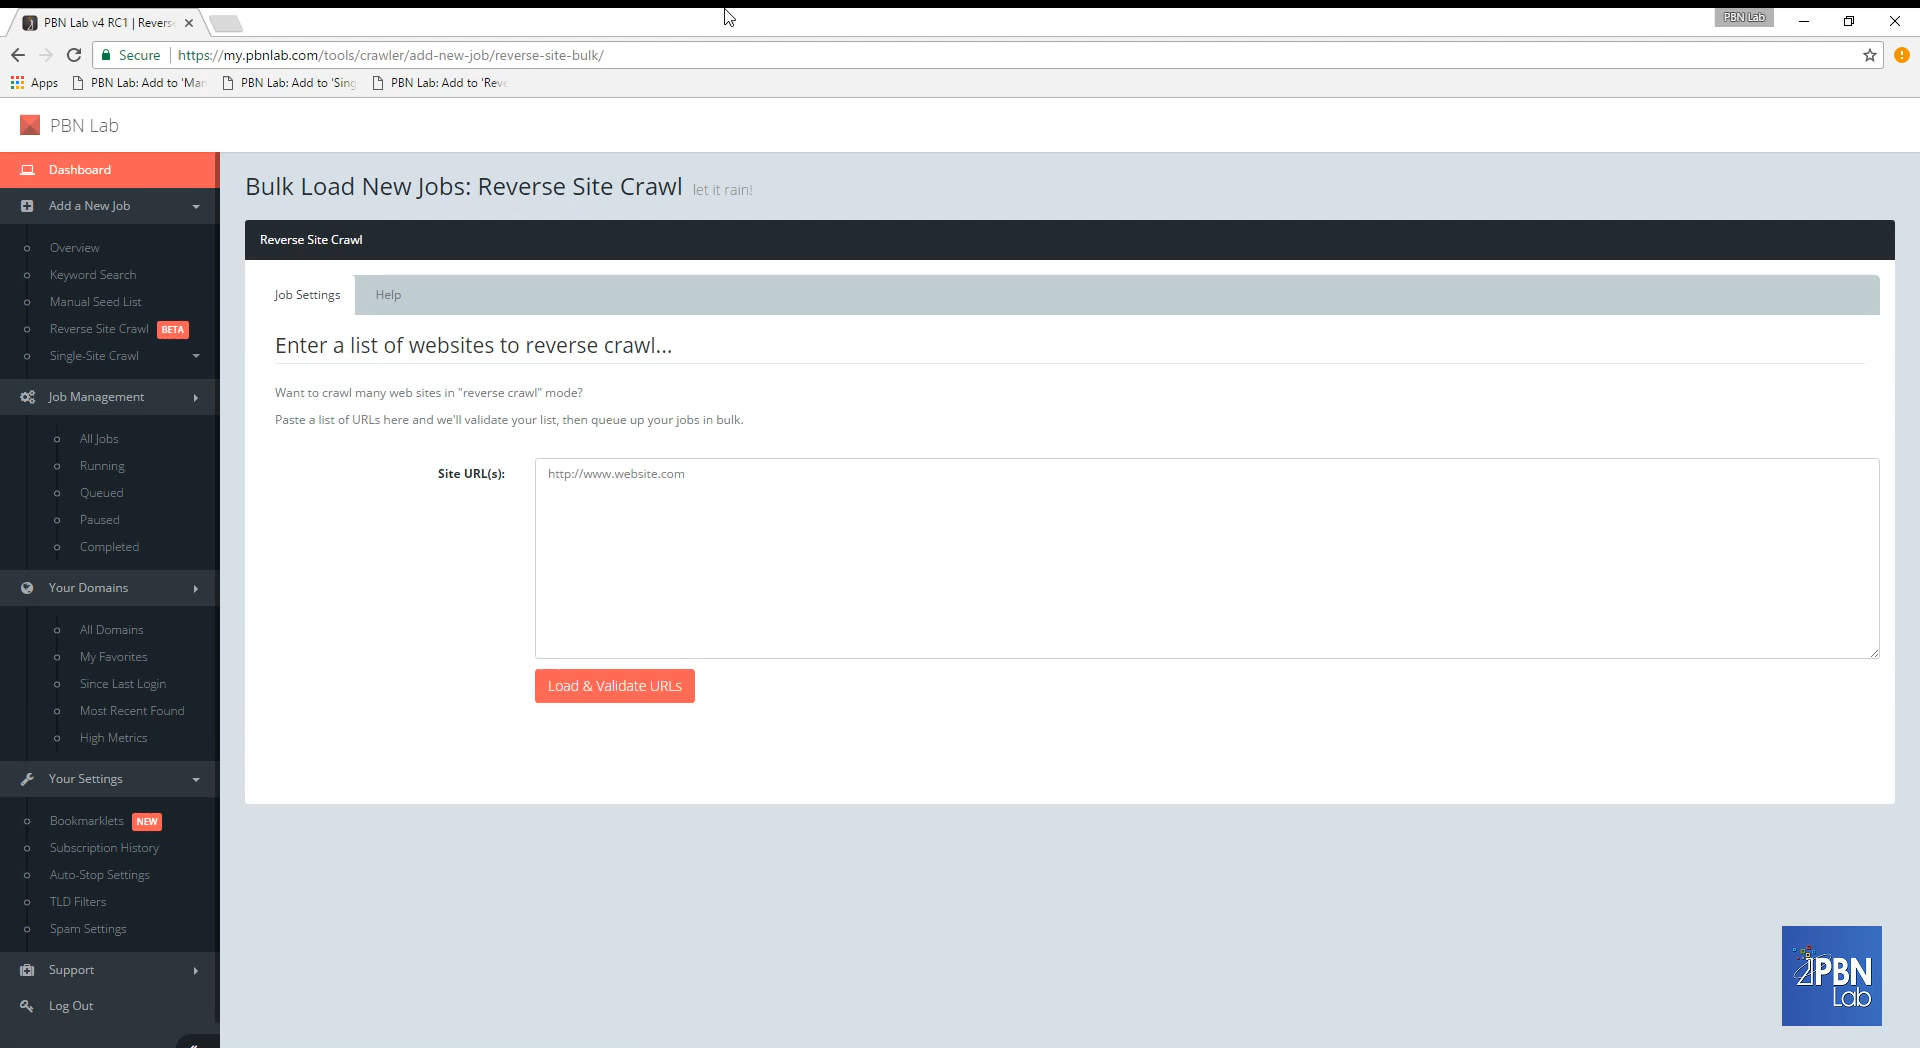 PBN Lab v4 RC1 | Revers
PBN Lab
Secure
https://my.pbnlab.com/tools/crawler/add-new-job/reverse-site-bulk/
Apps
PBN Lab: Add to 'Man
PBN Lab: Add to 'Sing
PBN Lab: Add to 'Reve
PBN Lab
Dashboard
Add a New Job
Overview
Keyword Search
Manual Seed List
Reverse Site Crawl BETA
Single-Site Crawl
Job Management
All Jobs
Running
Queued
Paused
Completed
Your Domains
All Domains
My Favorites
Since Last Login
Most Recent Found
High Metrics
Your Settings
Bookmarklets NEW
Subscription History
Auto-Stop Settings
TLD Filters
Spam Settings
Support
Log Out
Bulk Load New Jobs: Reverse Site Crawl let it rain!
Reverse Site Crawl
Job Settings
Help
Enter a list of websites to reverse crawl...
Want to crawl many web sites in "reverse crawl" mode?
Paste a list of URLs here and we'll validate your list, then queue up your jobs in bulk.
Site URL(s):
http://www.website.com
Load & Validate URLs
PBN
Lab